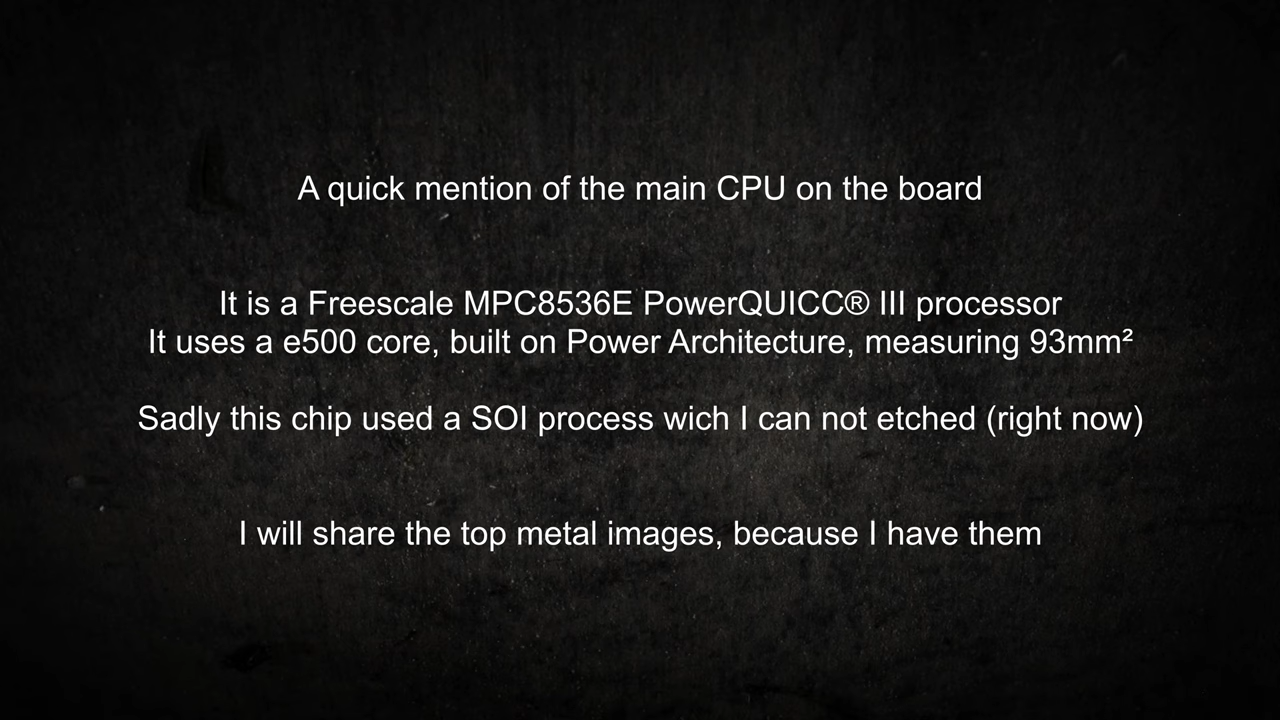 A quick mention of the main CPU on the board
It is a Freescale MPC8536E PowerQUICC® III processor
It uses a e500 core, built on Power Architecture, measuring 93mm²
Sadly this chip used a SOI process wich I can not etched (right now)
I will share the top metal images, because I have them